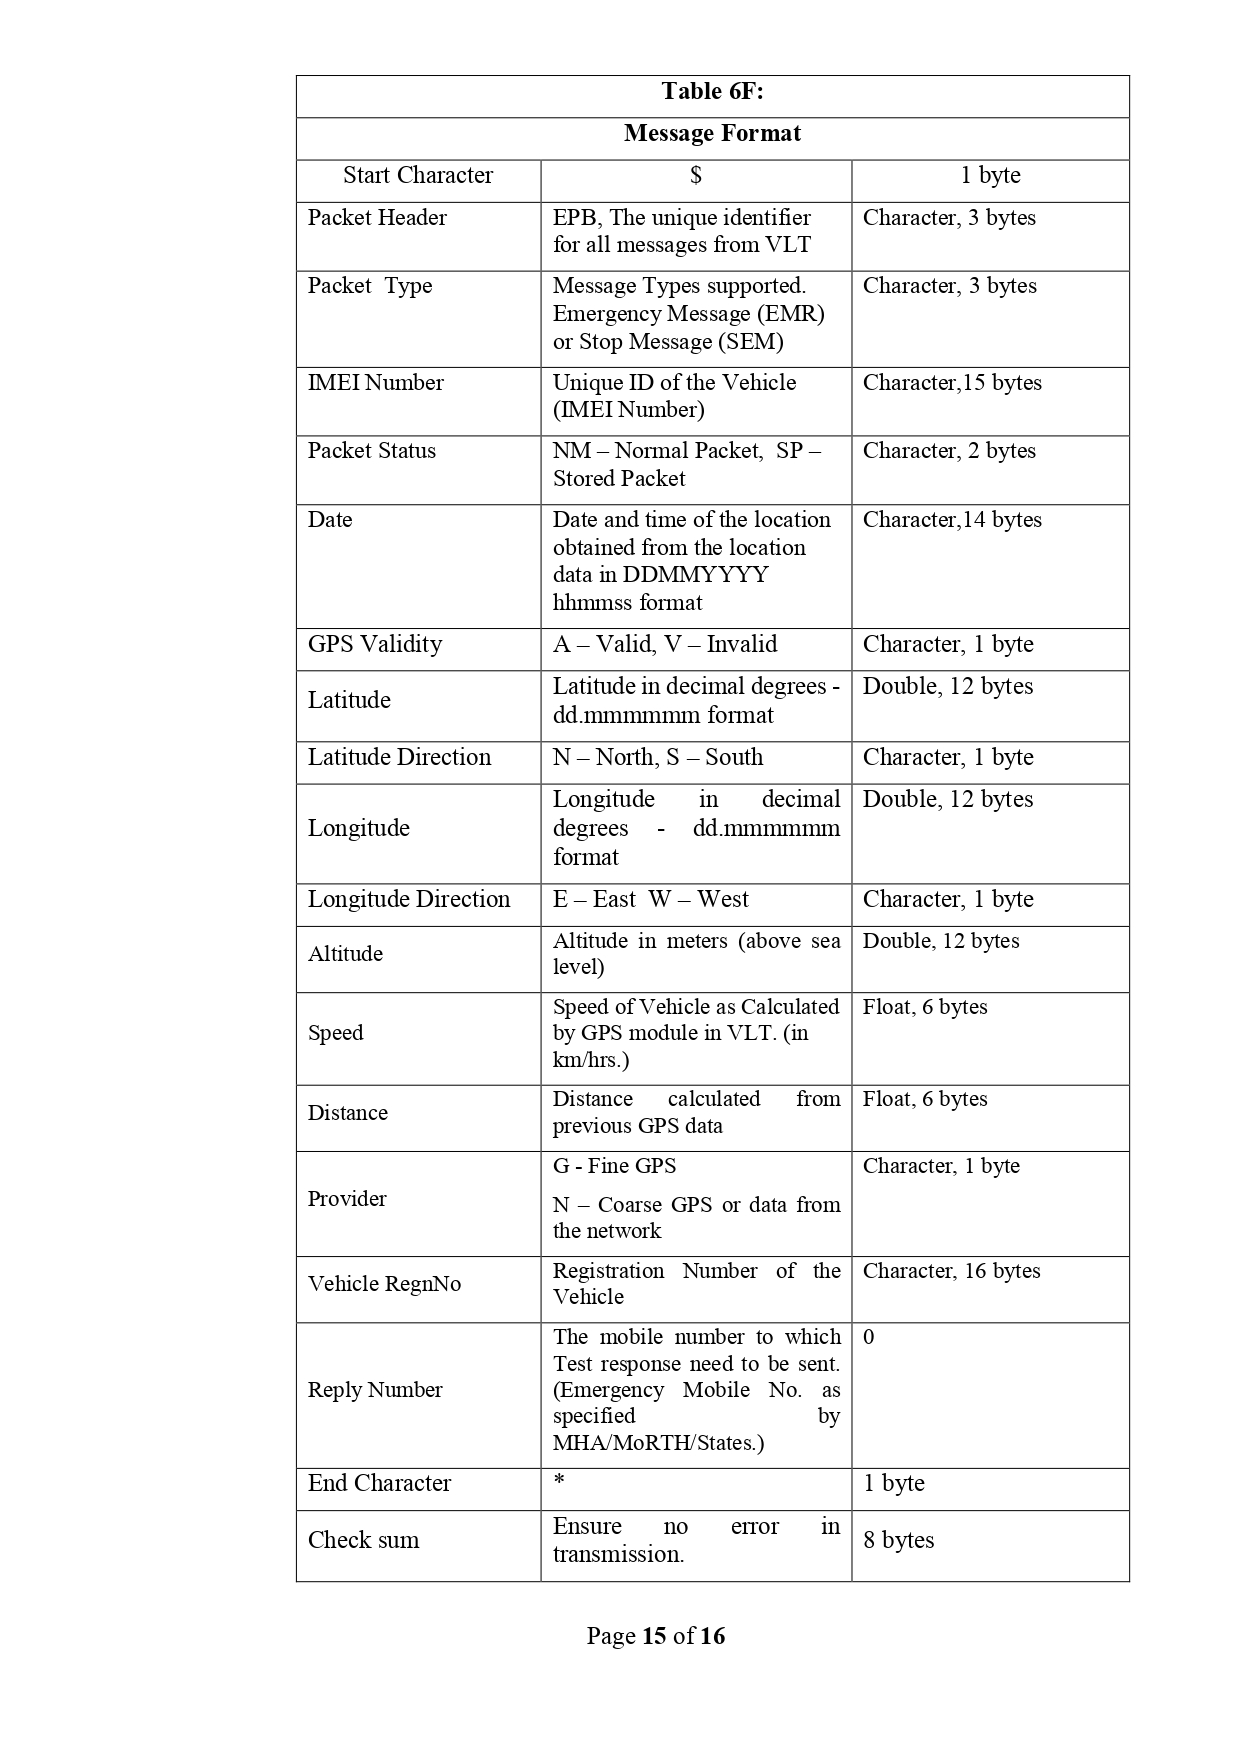 Table 6F:
Message Format
Start Character $ 1 byte
Packet Header EPB, The unique identifier Character, 3 bytes
for all messages from VLT
Packet Type Message Types supported. Character, 3 bytes
Emergency Message (EMR)
or Stop Message (SEM)
IMEI Number Unique ID of the Vehicle Character,15 bytes
(IMEI Number)
Packet Status NM – Normal Packet, SP – Character, 2 bytes
Stored Packet
Date Date and time of the location Character,14 bytes
obtained from the location
data in DDMMYYYY
hhmmss format
GPS Validity A – Valid, V – Invalid Character, 1 byte
Latitude Latitude in decimal degrees - Double, 12 bytes
dd.mmmmmm format
Latitude Direction N – North, S – South Character, 1 byte
Longitude Longitude in decimal Double, 12 bytes
degrees - dd.mmmmmm
format
Longitude Direction E – East W – West Character, 1 byte
Altitude Altitude in meters (above sea Double, 12 bytes
level)
Speed Speed of Vehicle as Calculated Float, 6 bytes
by GPS module in VLT. (in
km/hrs.)
Distance Distance calculated from Float, 6 bytes
previous GPS data
Provider G - Fine GPS Character, 1 byte
N – Coarse GPS or data from
the network
Vehicle RegnNo Registration Number of the Character, 16 bytes
Vehicle
Reply Number The mobile number to which 0
Test response need to be sent.
(Emergency Mobile No. as
specified by
MHA/MoRTH/States.)
End Character * 1 byte
Check sum Ensure no error in 8 bytes
transmission.
Page 15 of 16